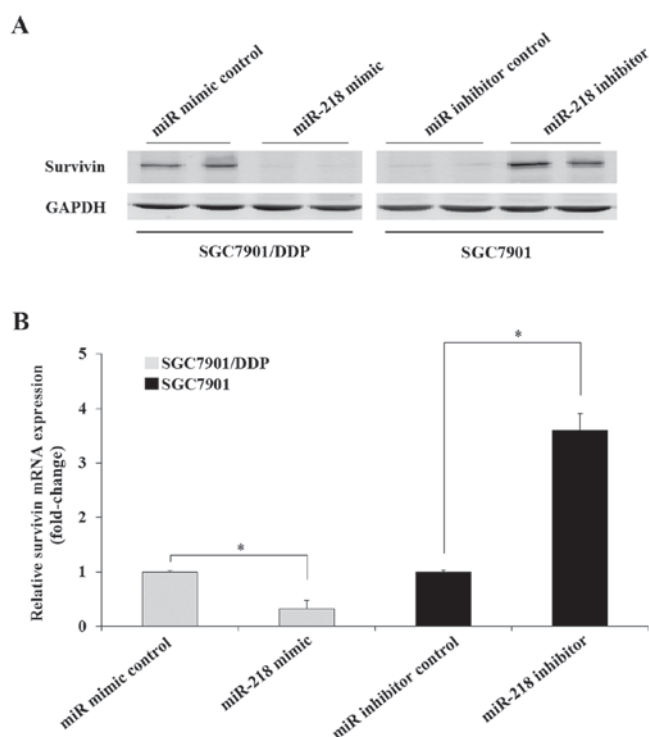 A
miR mimic control
miR-218 mimic
miR inhibitor control
miR-218 inhibitor
Survivin
GAPDH
SGC7901/DDP
SGC7901
B
Relative survivin mRNA expression
(fold-change)
5
4
3
2
1
0
SGC7901/DDP
SGC7901
*
*
miR mimic control
miR-218 mimic
miR inhibitor control
miR-218 inhibitor